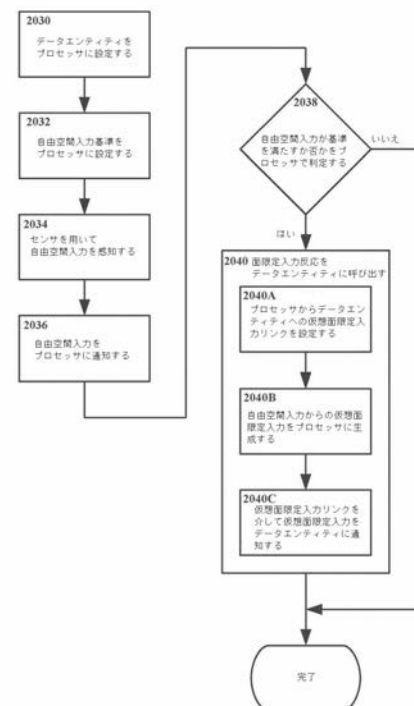 2030
データエンティティを
プロセッサに設定する
2032
自由空間入力基準を
プロセッサに設定する
2034
センサを用いて
自由空間入力を感知する
2036
自由空間入力を
プロセッサに通知する
2038
自由空間入力が基準
を満たすか否かをプ
ロセッサで判定する
いいえ
はい
2040 面限定入力反応を
データエンティティに呼び出す
2040A
プロセッサからデータエン
ティティへの仮想面限定入
力リンクを設定する
2040B
自由空間入力からの仮想面
限定入力をプロセッサに生
成する
2040C
仮想面限定入力リンクを
介して仮想面限定入力を
データエンティティに通
知する
完了